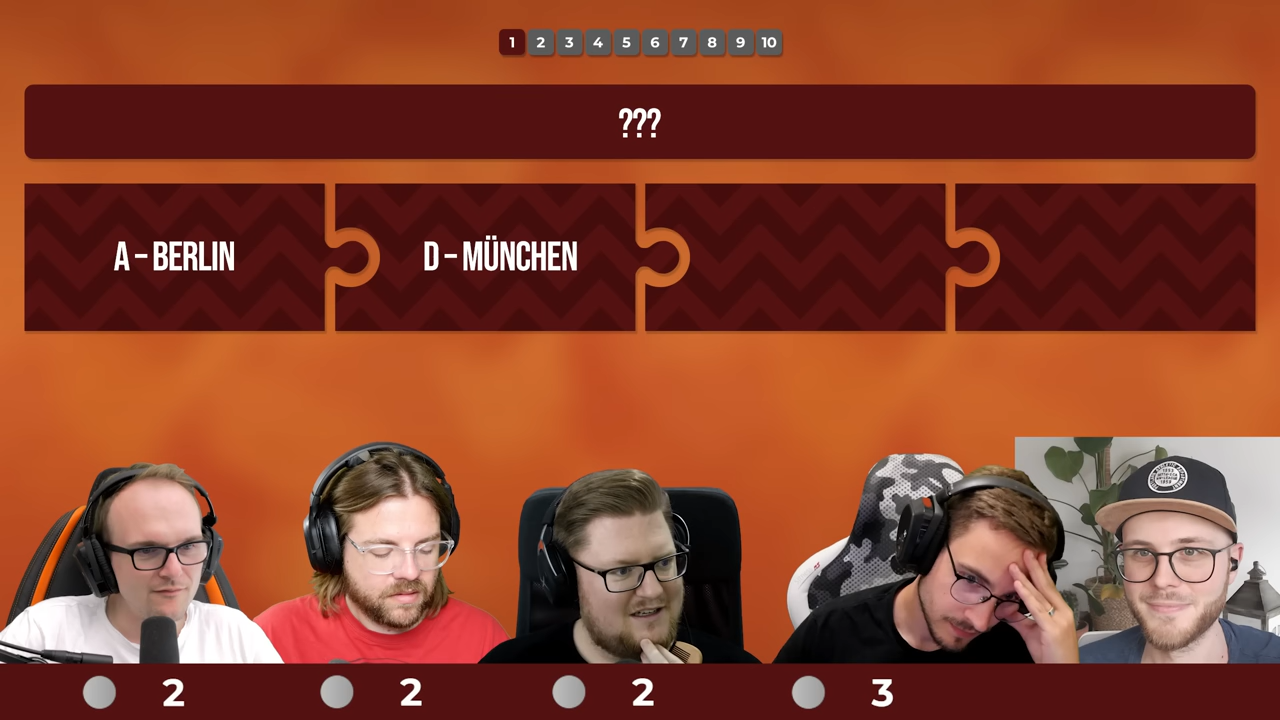 1 2 3 4 5 6 7 8 9 10
???
A – BERLIN
D – MÜNCHEN
2 2 2 3